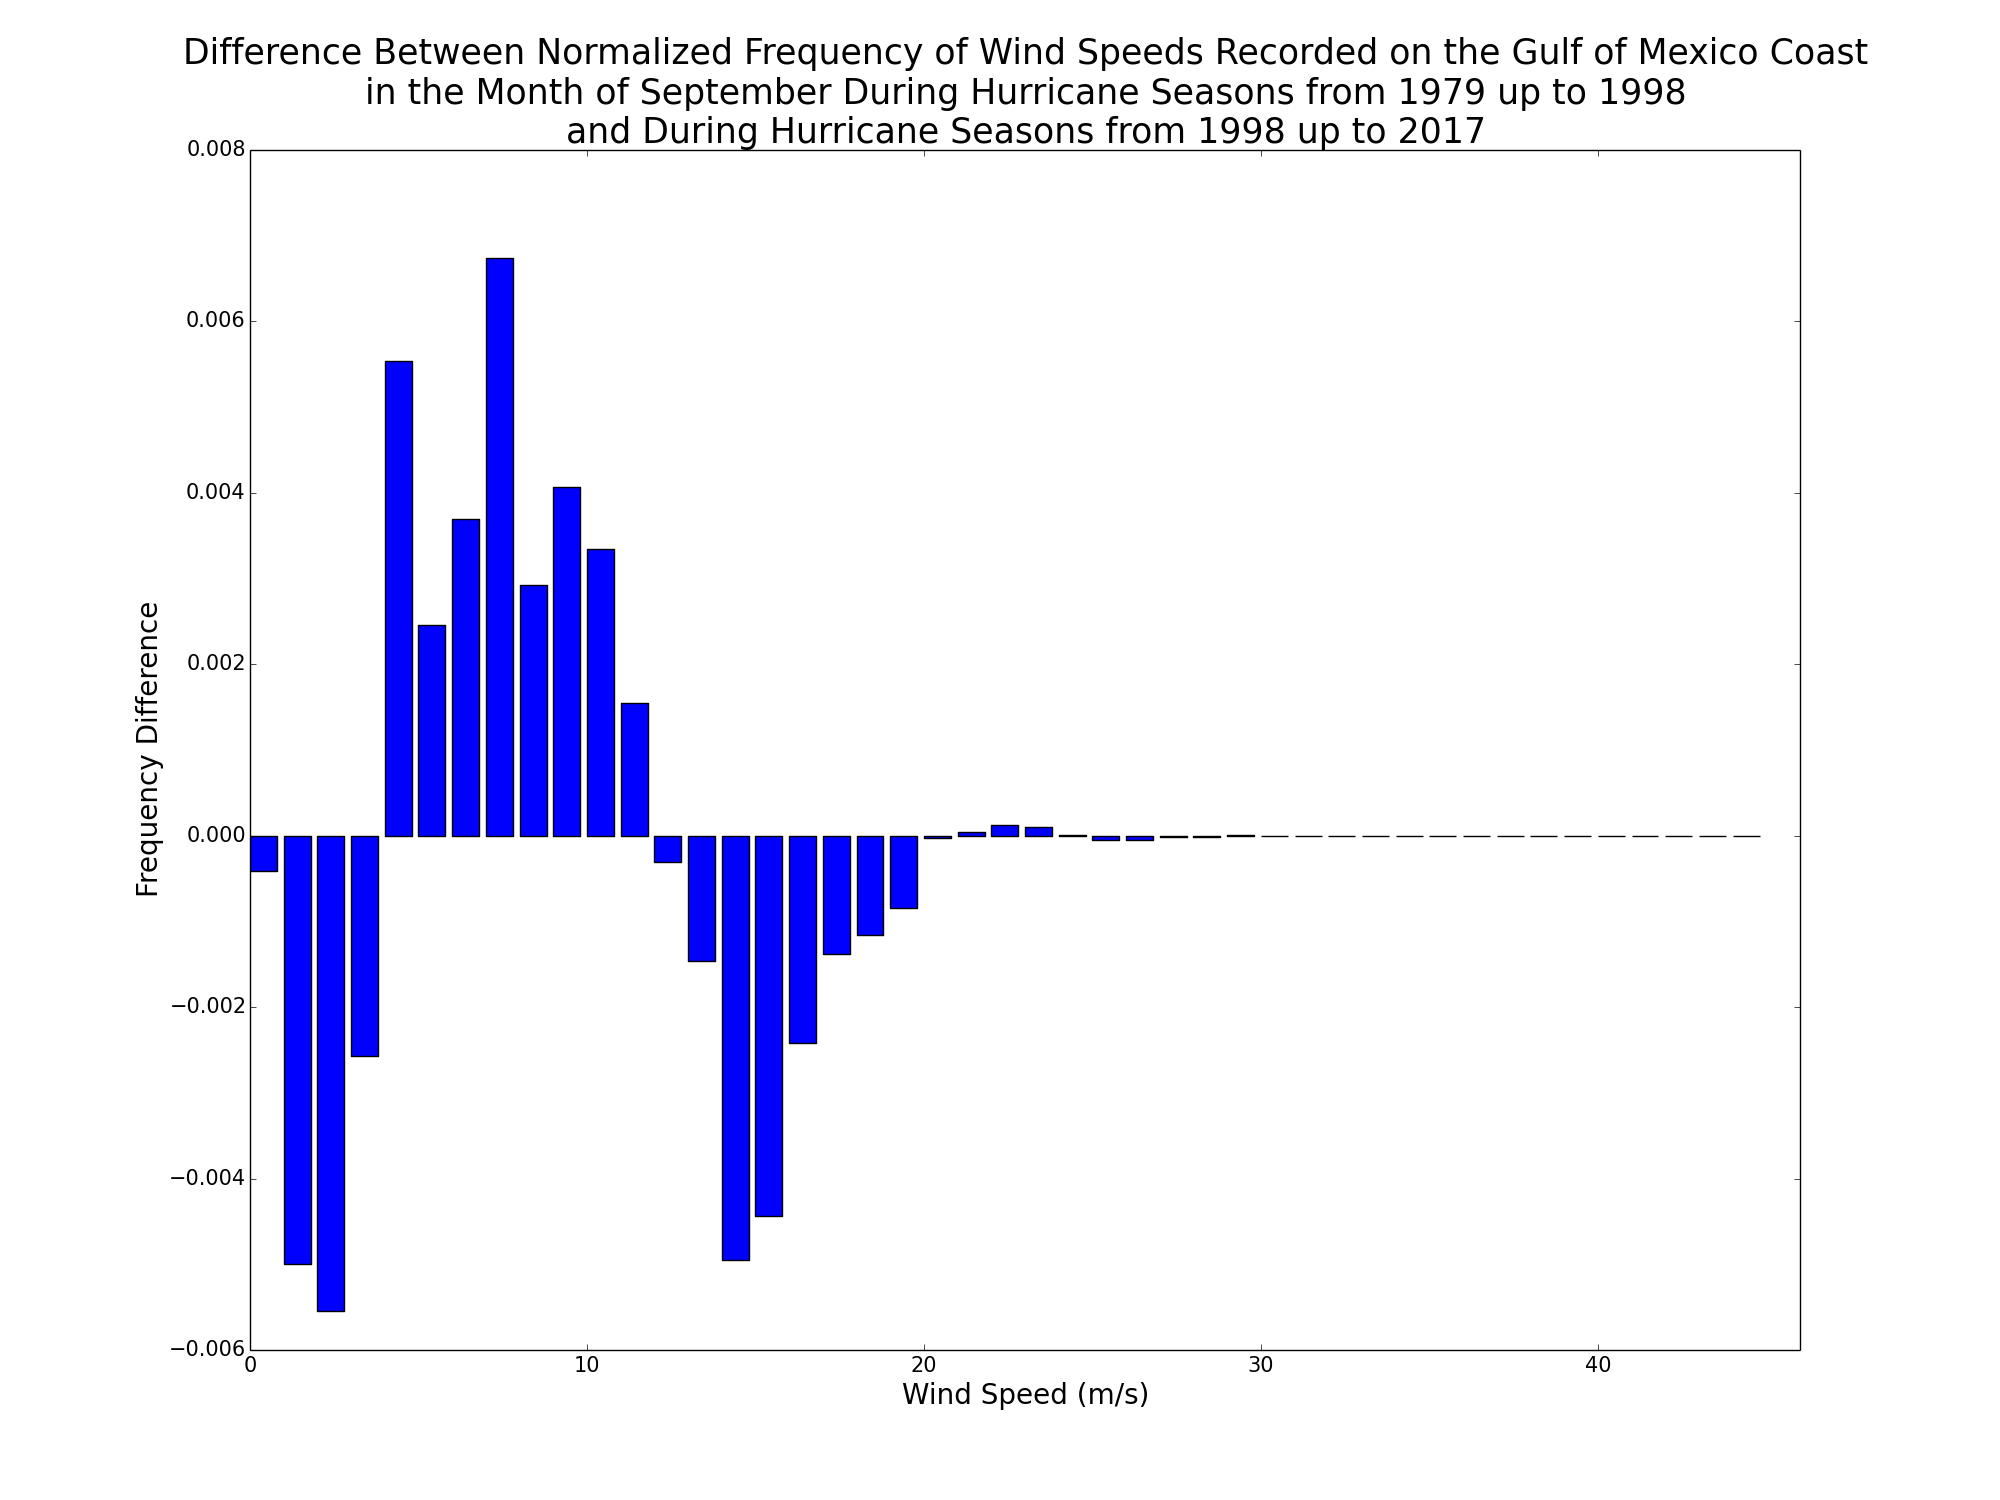 Difference Between Normalized Frequency of Wind Speeds Recorded on the Gulf of Mexico Coast
in the Month of September During Hurricane Seasons from 1979 up to 1998
and During Hurricane Seasons from 1998 up to 2017
0.008
0.006
0.004
0.002
0.000
−0.002
−0.004
−0.006
Frequency Difference
0 10 20 30 40
Wind Speed (m/s)